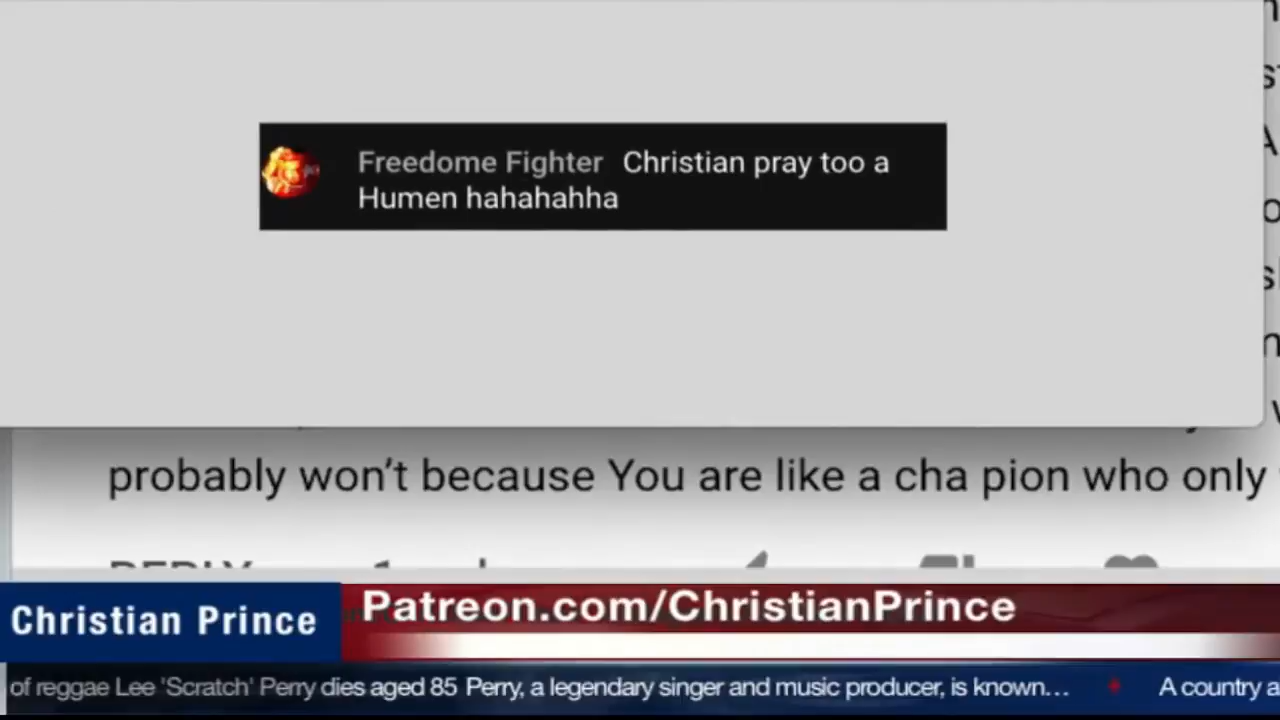 Freedome Fighter Christian pray too a
Humen hahahahha
probably won't because You are like a cha pion who only
Christian Prince
Patreon.com/ChristianPrince
of reggae Lee 'Scratch' Perry dies aged 85 Perry, a legendary singer and music producer, is known…
A country a